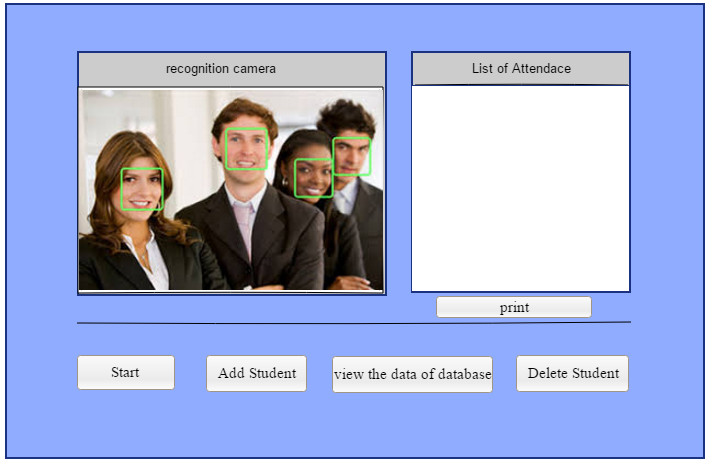 recognition camera
List of Attendace
print
Start
Add Student
view the data of database
Delete Student